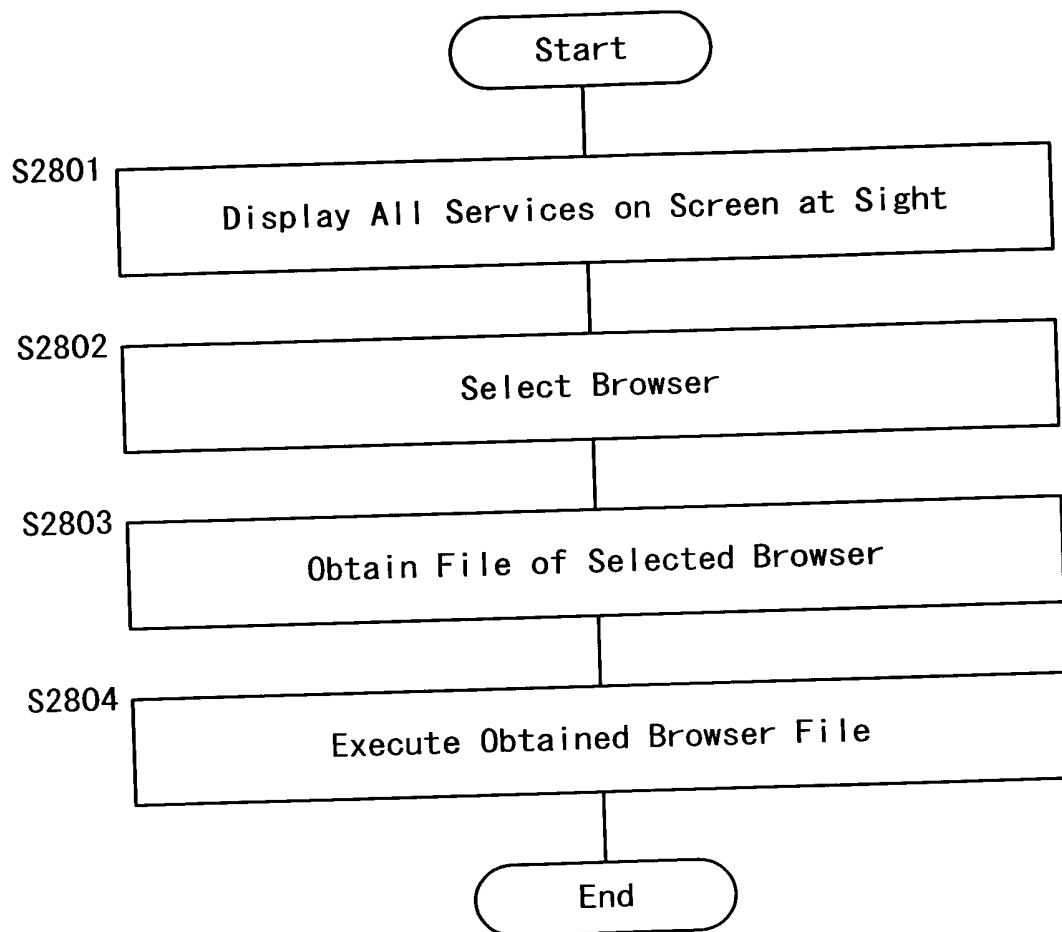 Start
S2801
Display All Services on Screen at Sight
S2802
Select Browser
S2803
Obtain File of Selected Browser
S2804
Execute Obtained Browser File
End